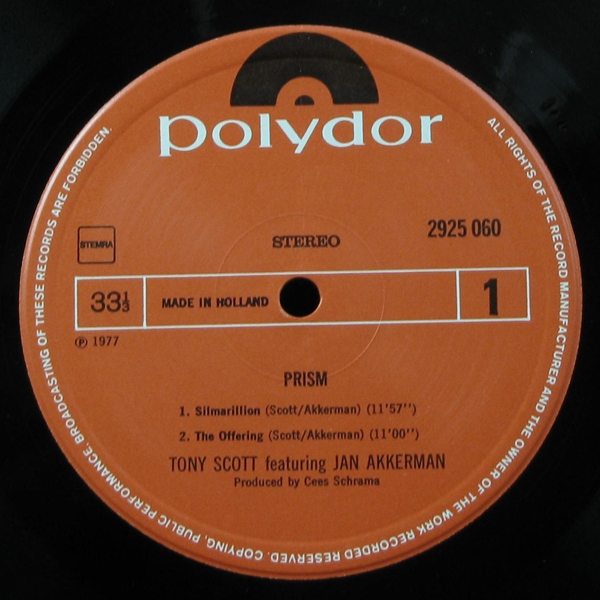 polydor
STEMRA
STEREO
2925 060
33⅓
MADE IN HOLLAND
1
℗ 1977
PRISM
1. Silmarillion (Scott/Akkerman) (11'57'')
2. The Offering (Scott/Akkerman) (11'00'')
TONY SCOTT featuring JAN AKKERMAN
Produced by Cees Schrama
ALL RIGHTS OF THE RECORD MANUFACTURER AND THE OWNER OF THE WORK RECORDED RESERVED. COPYING, PUBLIC PERFORMANCE, BROADCASTING OF THESE RECORDS ARE FORBIDDEN.